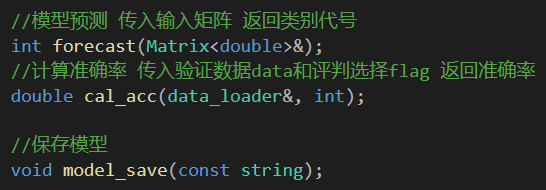 //模型预测 传入输入矩阵 返回类别代号
int forecast(Matrix<double>&);
//计算准确率 传入验证数据data和评判选择flag 返回准确率
double cal_acc(data_loader&, int);
//保存模型
void model_save(const string);